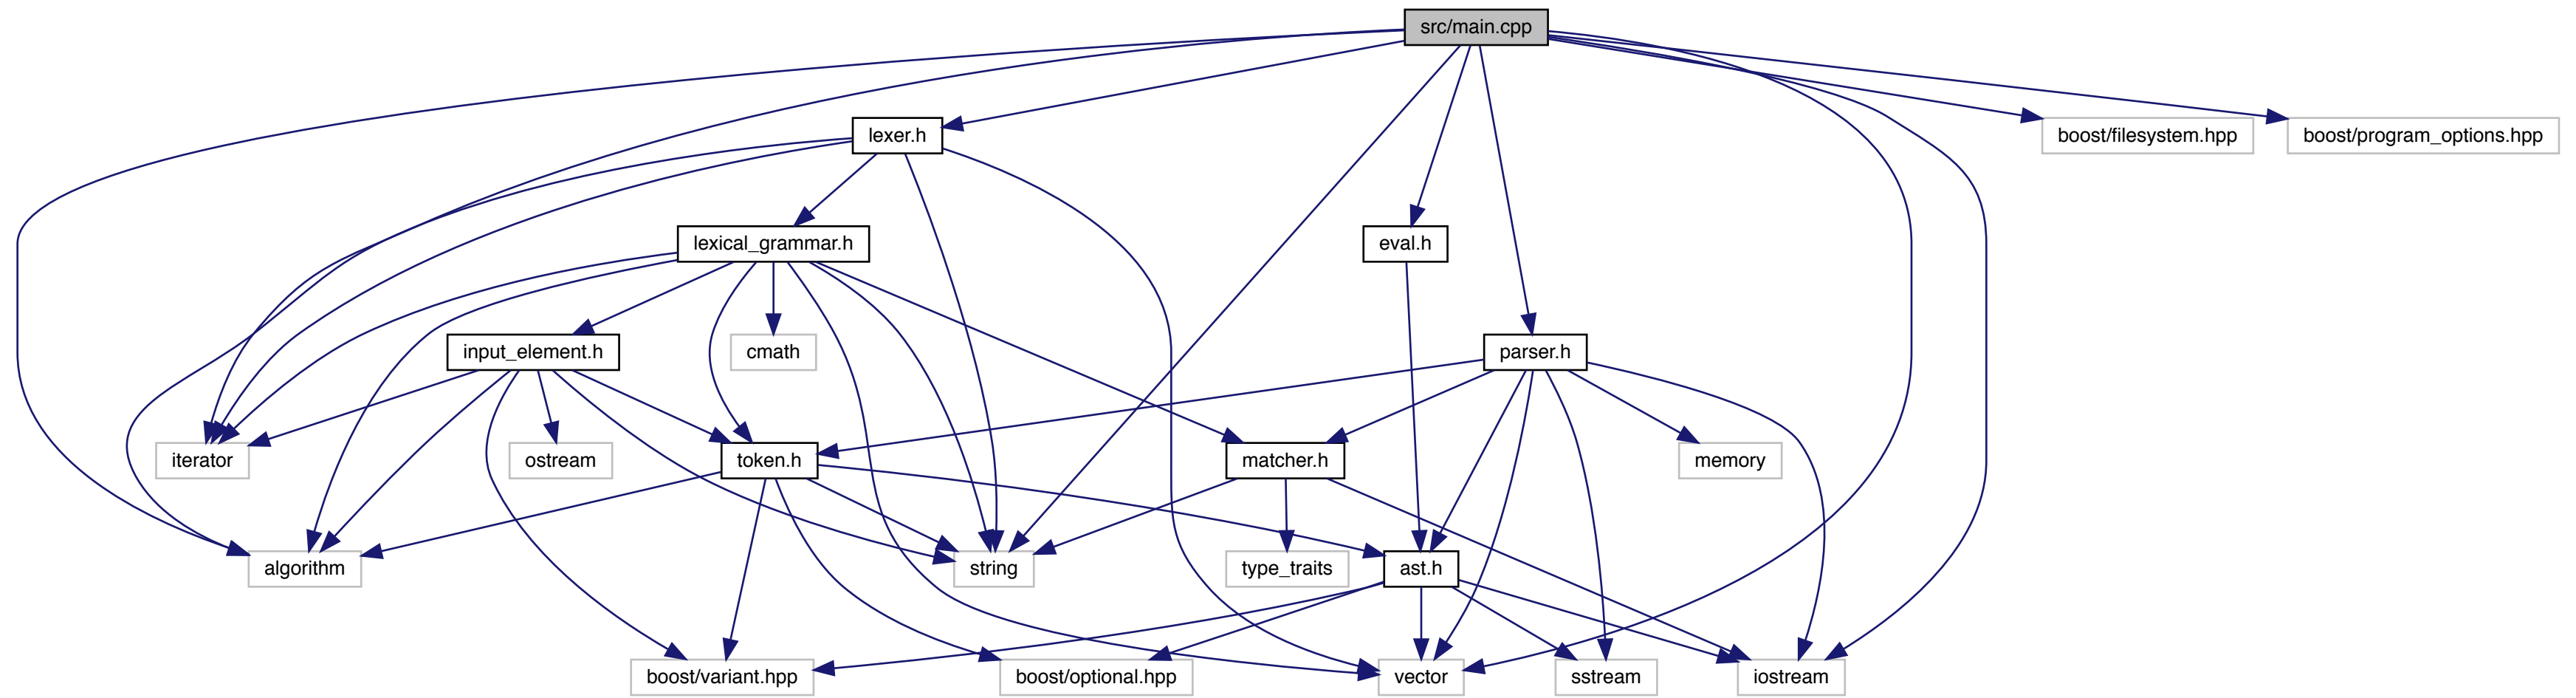 src/main.cpp
lexer.h
boost/filesystem.hpp
boost/program_options.hpp
lexical_grammar.h
eval.h
input_element.h
cmath
parser.h
iterator
ostream
token.h
matcher.h
memory
algorithm
string
type_traits
ast.h
boost/variant.hpp
boost/optional.hpp
vector
sstream
iostream